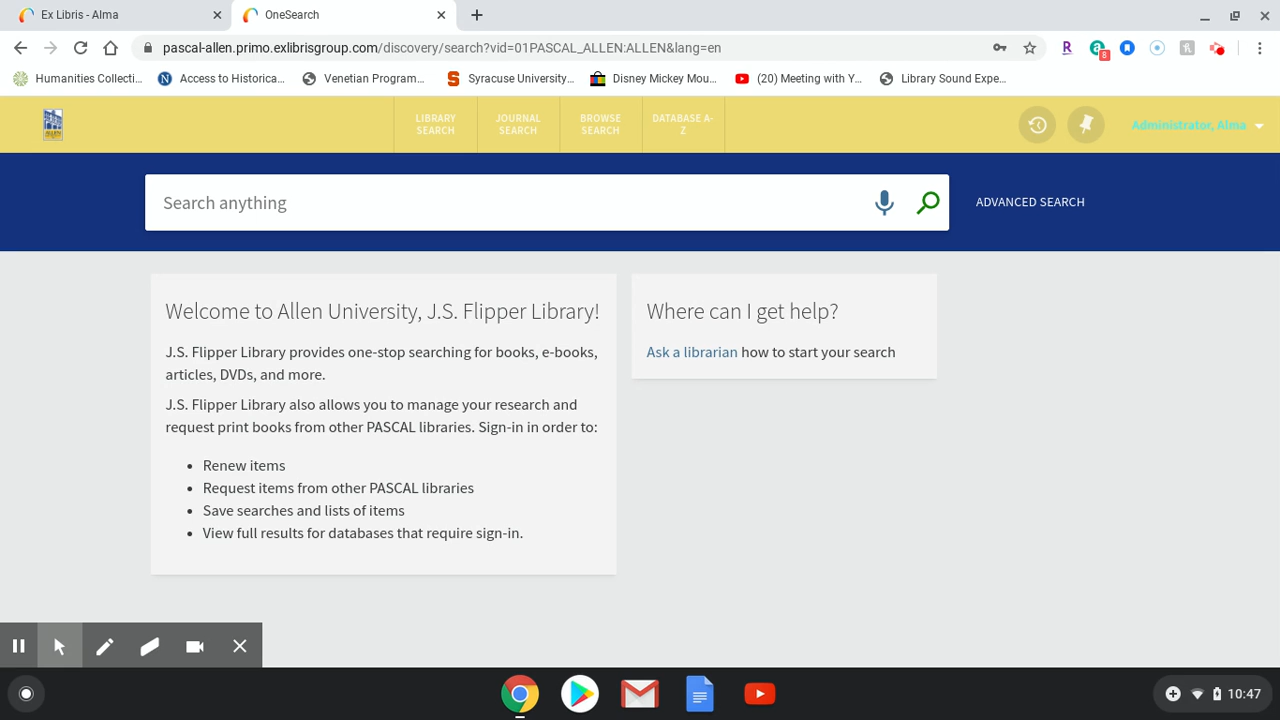 Ex Libris - Alma
OneSearch
pascal-allen.primo.exlibrisgroup.com/discovery/search?vid=01PASCAL_ALLEN:ALLEN&lang=en
R
a
8
Humanities Collecti...
Access to Historica...
Venetian Program...
Syracuse University...
Disney Mickey Mou...
(20) Meeting with Y...
Library Sound Expe...
LIBRARY
SEARCH
JOURNAL
SEARCH
BROWSE
SEARCH
DATABASE A-
Z
Administrator, Alma
Search anything
ADVANCED SEARCH
Welcome to Allen University, J.S. Flipper Library!
J.S. Flipper Library provides one-stop searching for books, e-books,
articles, DVDs, and more.
J.S. Flipper Library also allows you to manage your research and
request print books from other PASCAL libraries. Sign-in in order to:
• Renew items
• Request items from other PASCAL libraries
• Save searches and lists of items
• View full results for databases that require sign-in.
Where can I get help?
Ask a librarian how to start your search
10:47